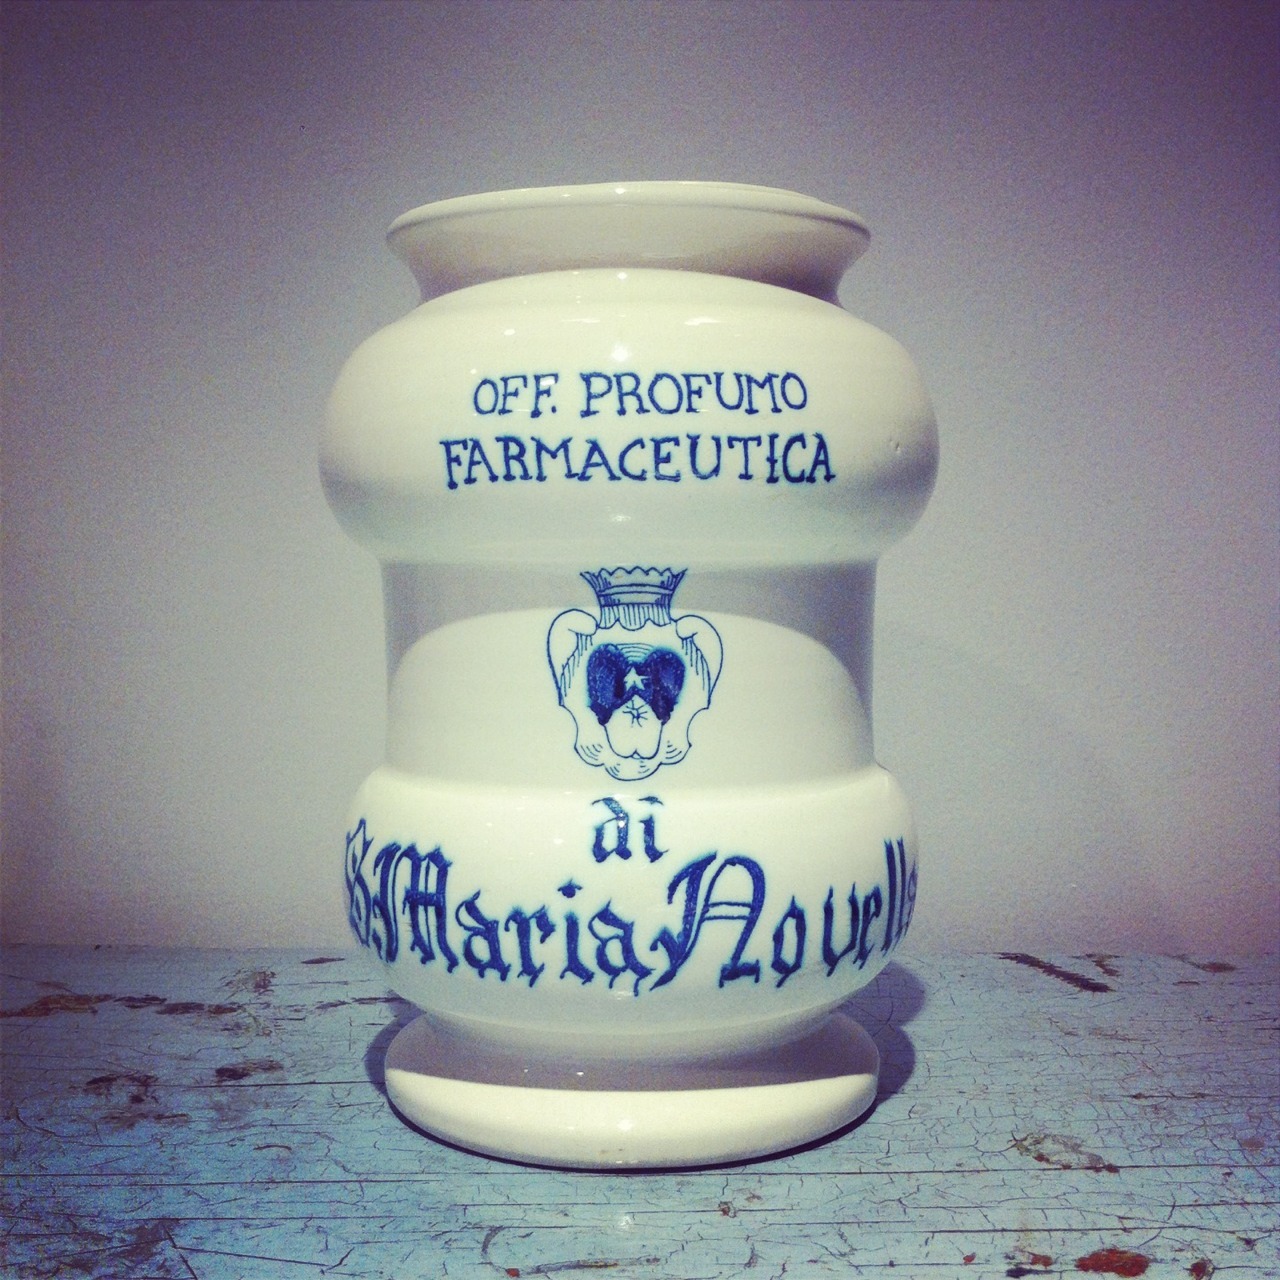 OFF. PROFUMO
FARMACEUTICA
di
S. Maria Novella